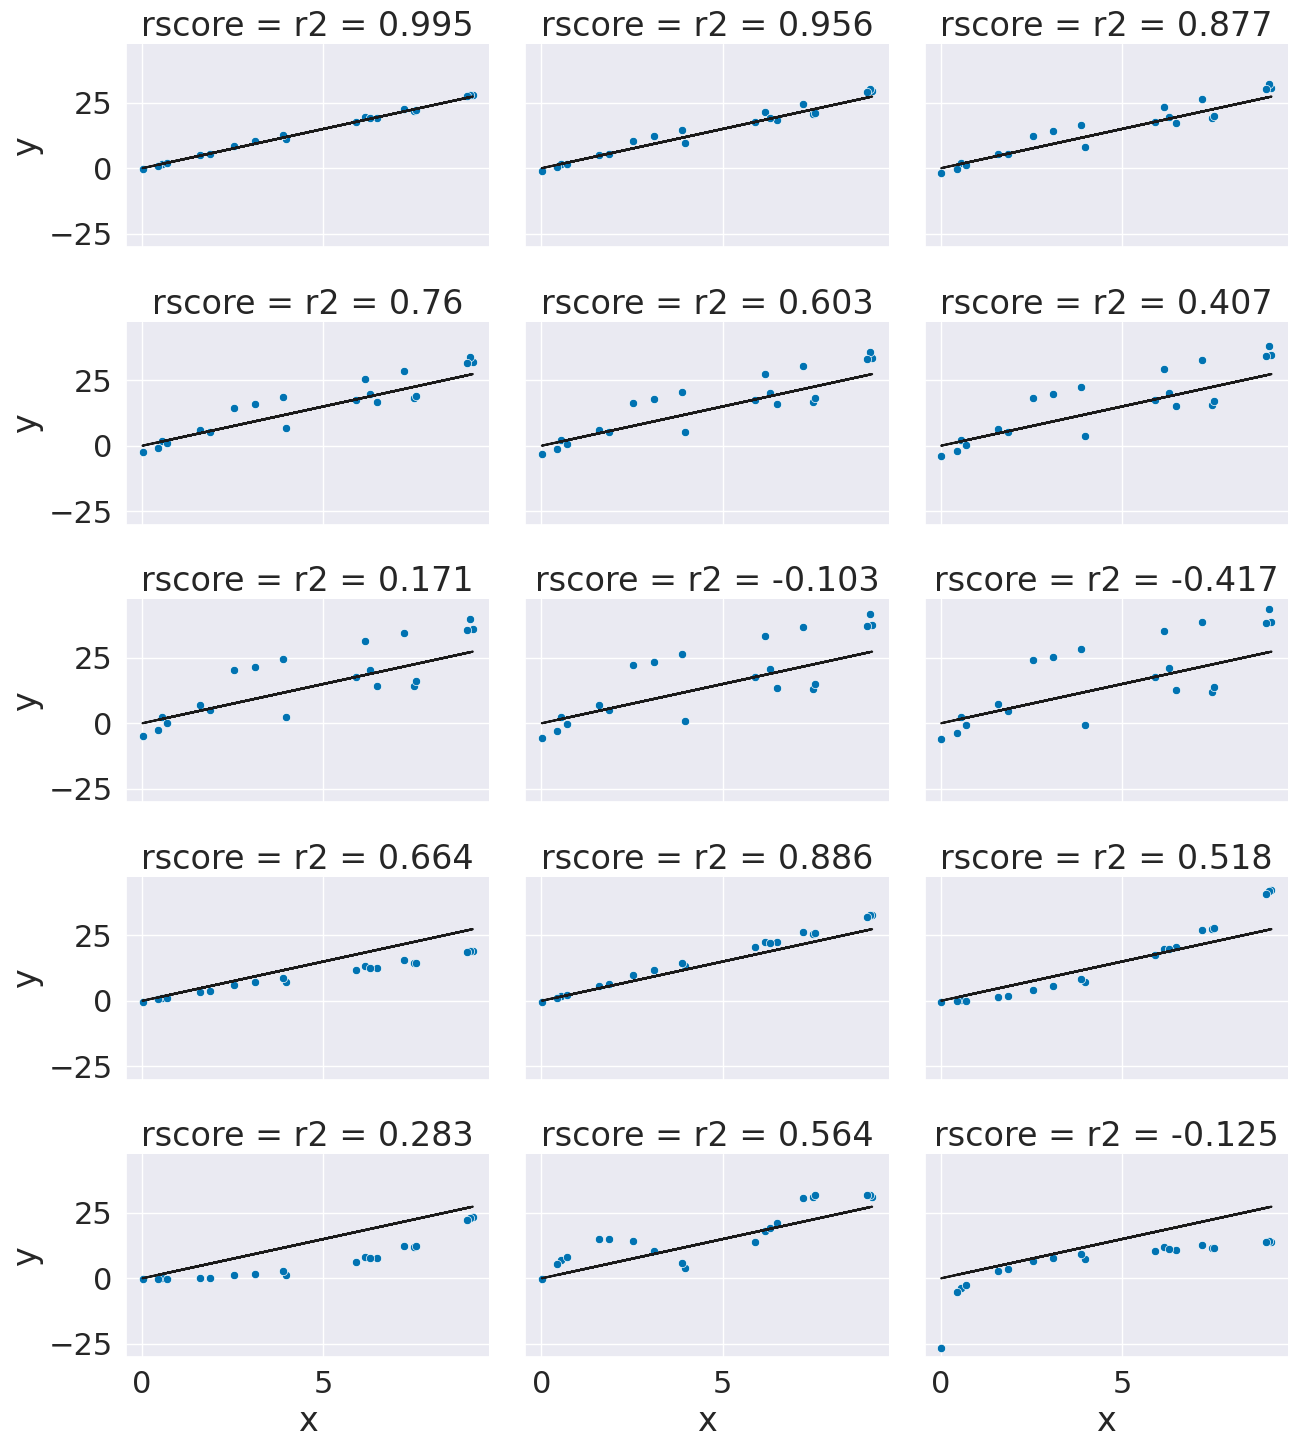 rscore = r2 = 0.995 rscore = r2 = 0.956 rscore = r2 = 0.877
25
y
0
−25
rscore = r2 = 0.76 rscore = r2 = 0.603 rscore = r2 = 0.407
25
y
0
−25
rscore = r2 = 0.171 rscore = r2 = -0.103 rscore = r2 = -0.417
25
y
0
−25
rscore = r2 = 0.664 rscore = r2 = 0.886 rscore = r2 = 0.518
25
y
0
−25
rscore = r2 = 0.283 rscore = r2 = 0.564 rscore = r2 = -0.125
25
y
0
−25
0 5 0 5 0 5
x x x